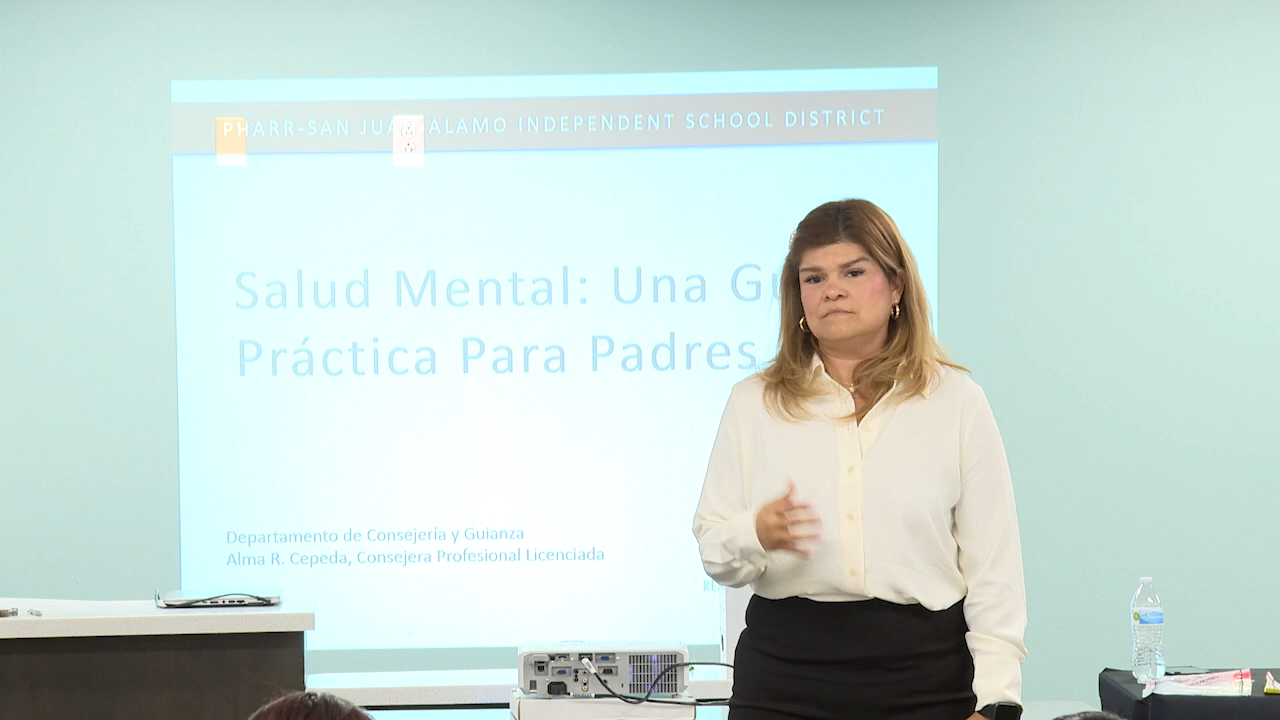 PHARR-SAN JUAN ALAMO INDEPENDENT SCHOOL DISTRICT
Salud Mental: Una
Práctica Para Padres
Departamento de Consejería y Guianza
Alma R. Cepeda, Consejera Profesional Licenciada